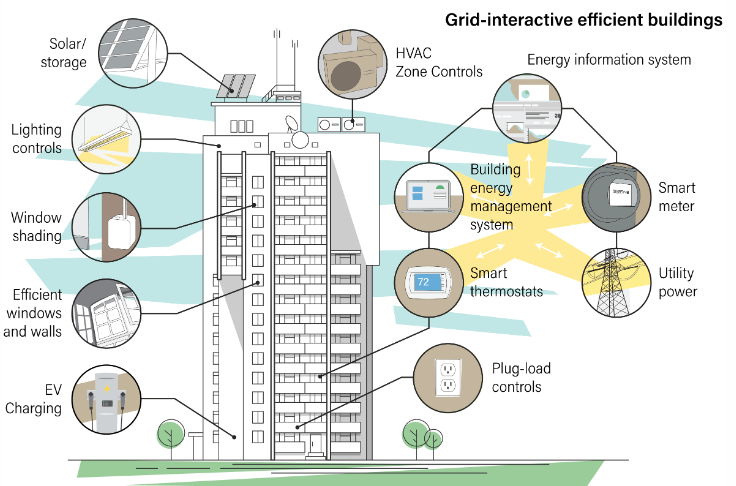 Grid-interactive efficient buildings
Solar/
storage
HVAC
Zone Controls
Energy information system
Lighting
controls
Building
energy
management
system
Smart
meter
Window
shading
Smart
thermostats
72
Utility
power
Efficient
windows
and walls
Plug-load
controls
EV
Charging